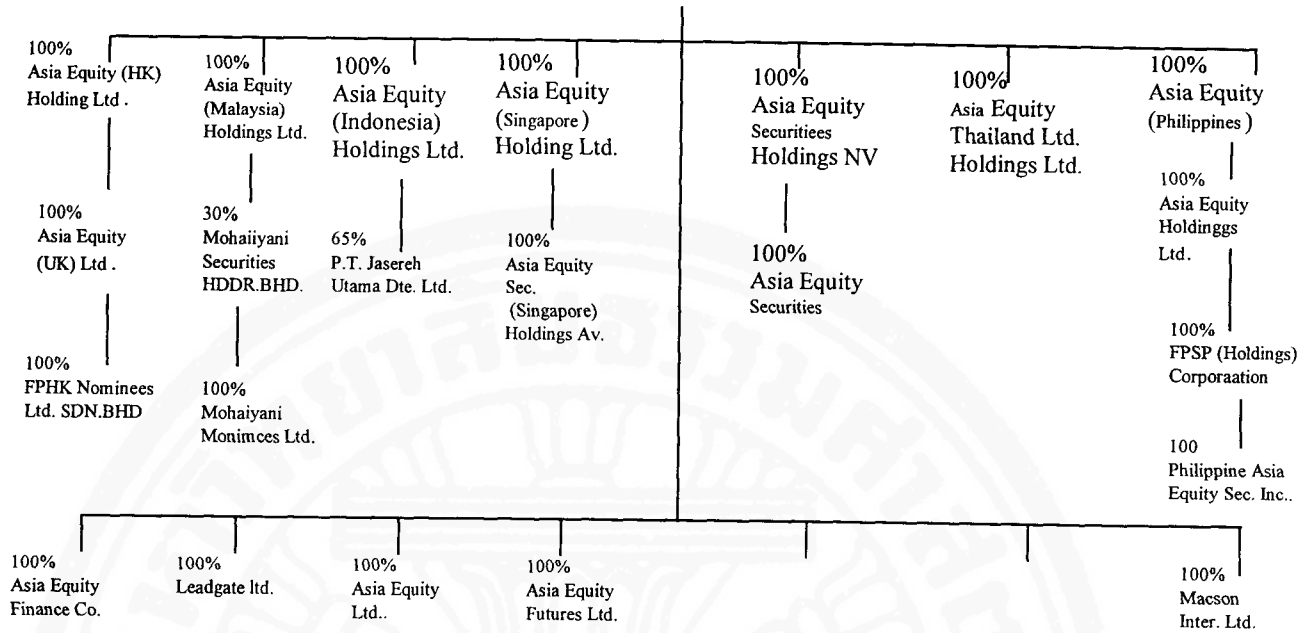 100%
Asia Equity (HK)
Holding Ltd .
100%
Asia Equity
(UK) Ltd .
100%
FPHK Nominees
Ltd. SDN.BHD
100%
Asia Equity
(Malaysia)
Holdings Ltd.
30%
Mohaiiyani
Securities
HDDR.BHD.
100%
Mohaiyani
Monimces Ltd.
100%
Asia Equity
(Indonesia)
Holdings Ltd.
65%
P.T. Jasereh
Utama Dte. Ltd.
100%
Asia Equity
(Singapore )
Holding Ltd.
100%
Asia Equity
Sec.
(Singapore)
Holdings Av.
100%
Asia Equity
Securitiees
Holdings NV
100%
Asia Equity
Securities
100%
Asia Equity
Thailand Ltd.
Holdings Ltd.
100%
Asia Equity
(Philippines )
100%
Asia Equity
Holdinggs
Ltd.
100%
FPSP (Holdings)
Corporaation
100
Philippine Asia
Equity Sec. Inc..
100%
Asia Equity
Finance Co.
100%
Leadgate ltd.
100%
Asia Equity
Ltd..
100%
Asia Equity
Futures Ltd.
100%
Macson
Inter. Ltd.